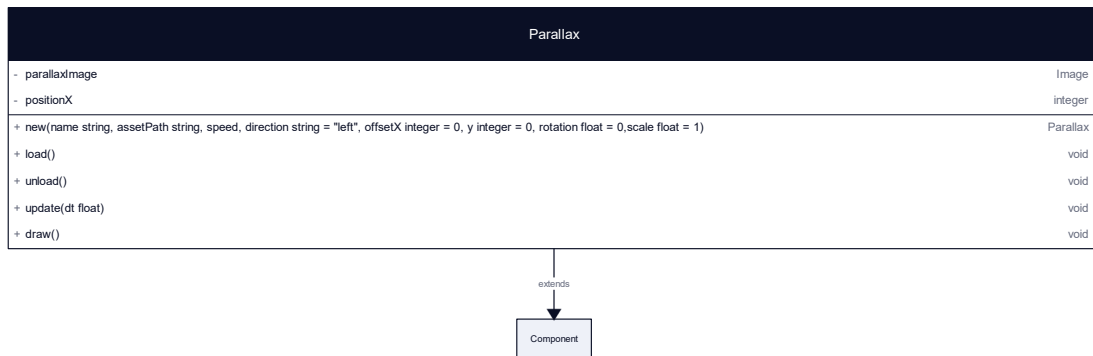 Parallax
- parallaxImage Image
- positionX integer
+ new(name string, assetPath string, speed, direction string = "left", offsetX integer = 0, y integer = 0, rotation float = 0,scale float = 1) Parallax
+ load() void
+ unload() void
+ update(dt float) void
+ draw() void
extends
Component